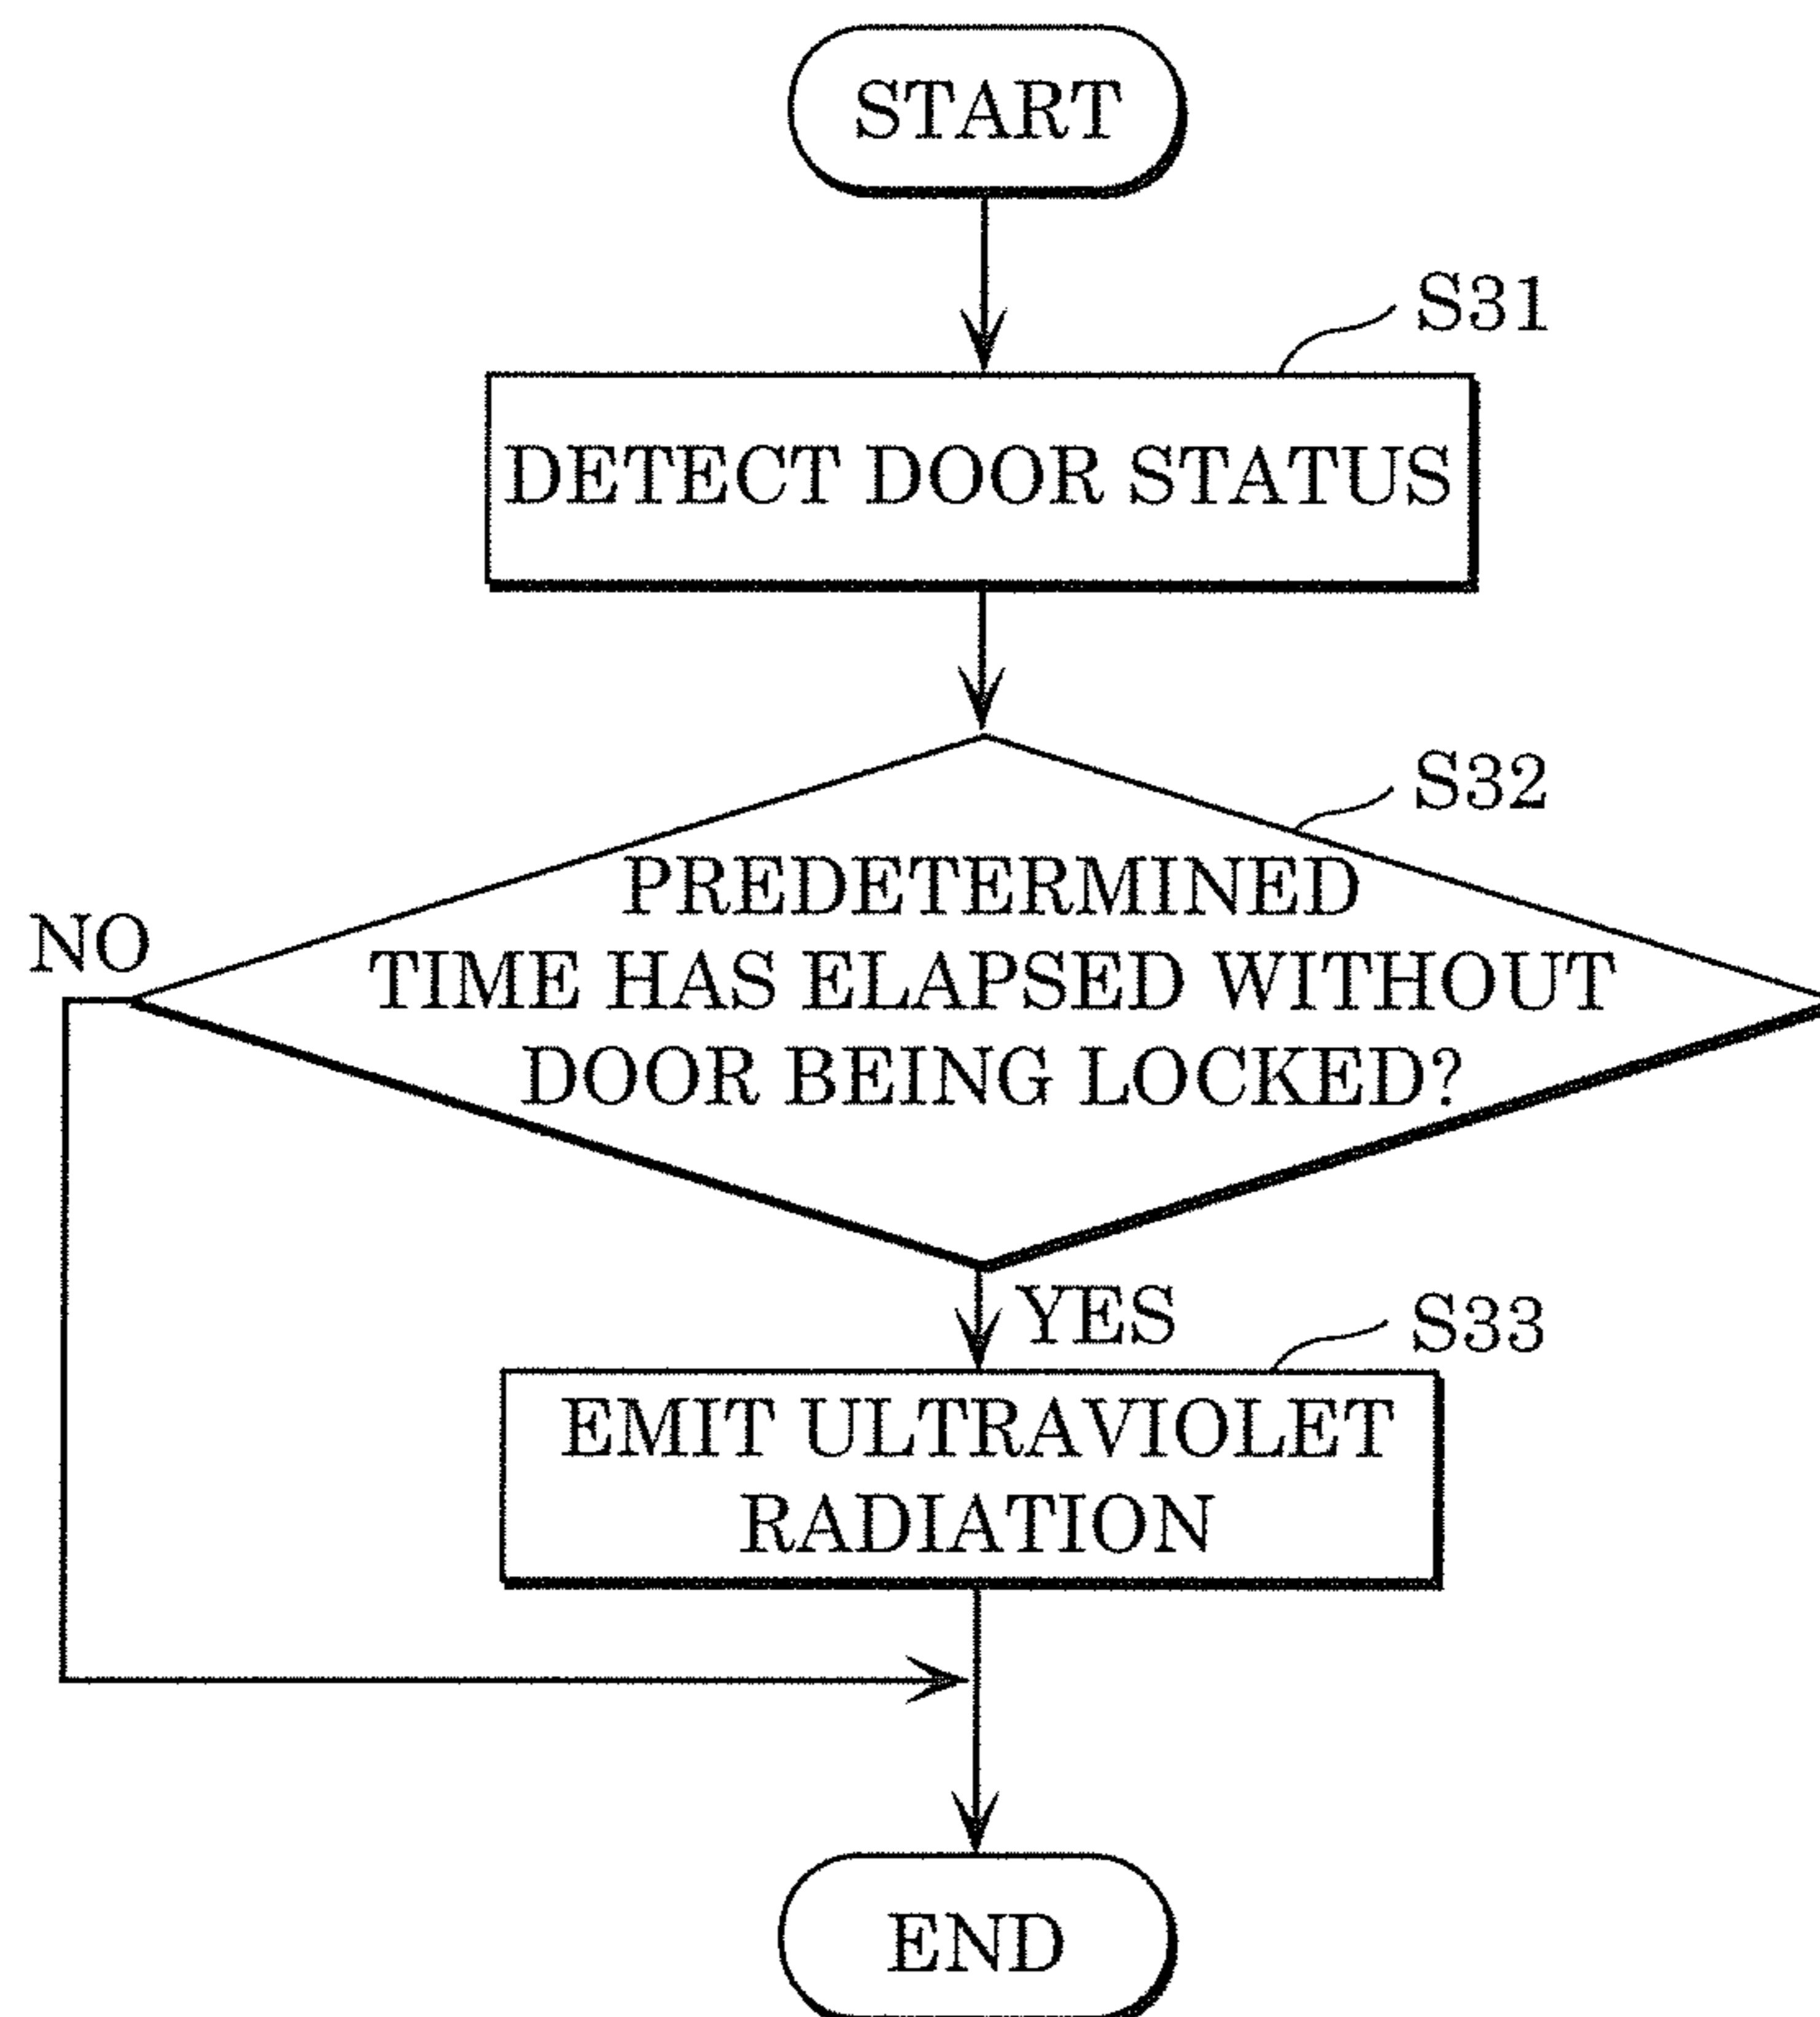 START
S31
DETECT DOOR STATUS
S32
PREDETERMINED
TIME HAS ELAPSED WITHOUT
DOOR BEING LOCKED?
NO
YES
S33
EMIT ULTRAVIOLET
RADIATION
END